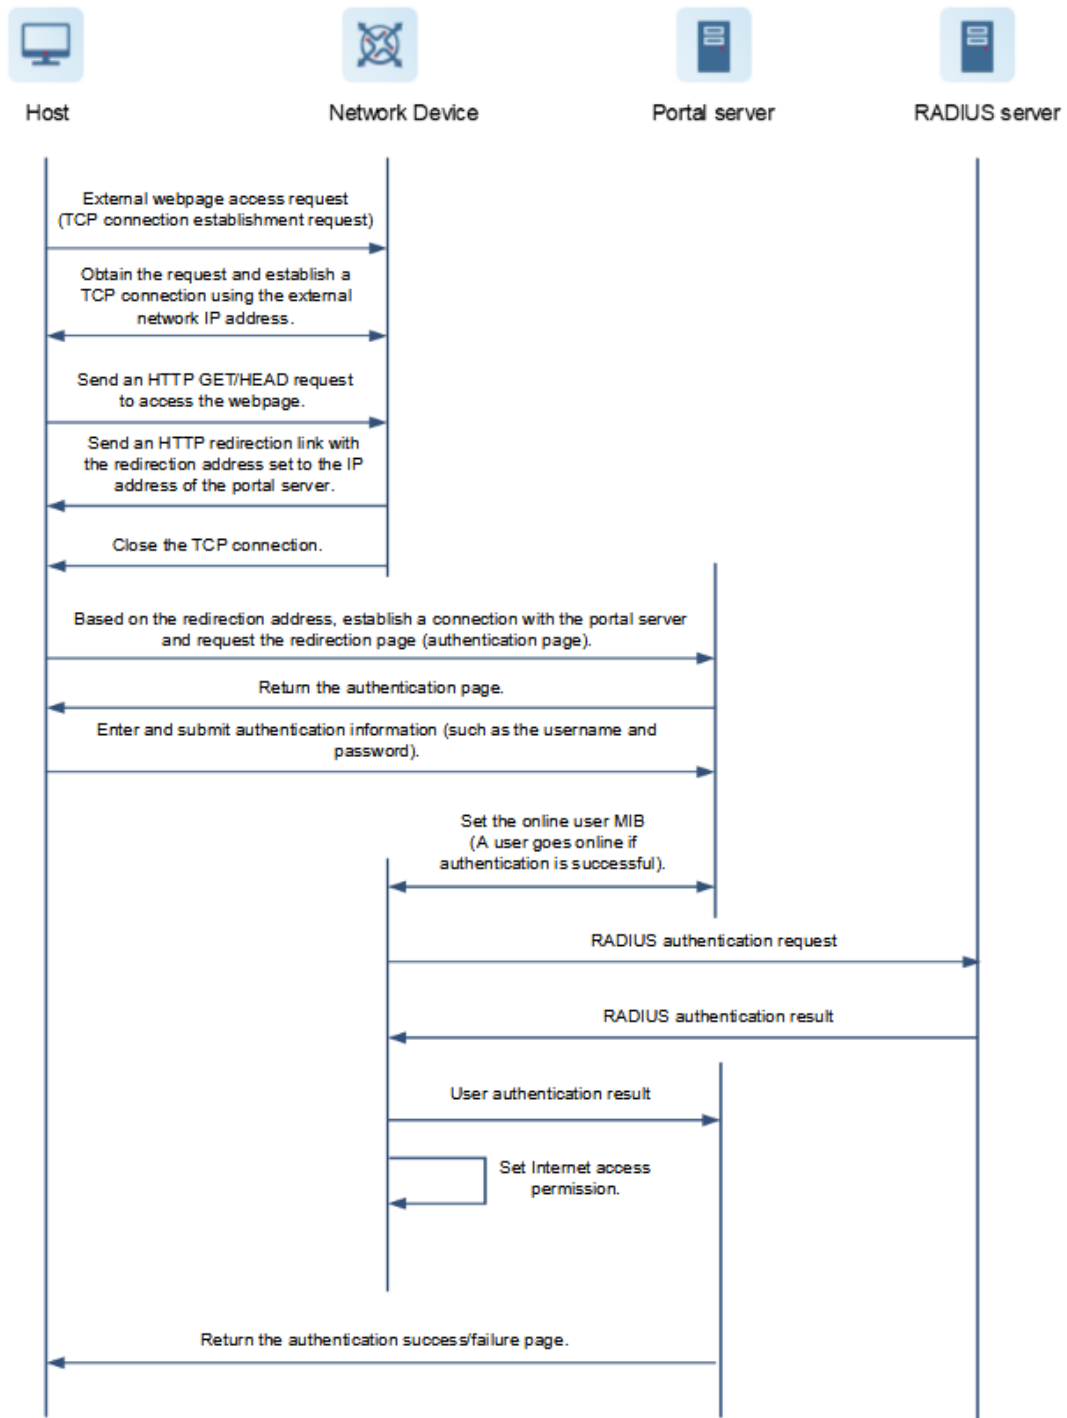 Host
Network Device
Portal server
RADIUS server
External webpage access request
(TCP connection establishment request)
Obtain the request and establish a
TCP connection using the external
network IP address.
Send an HTTP GET/HEAD request
to access the webpage.
Send an HTTP redirection link with
the redirection address set to the IP
address of the portal server.
Close the TCP connection.
Based on the redirection address, establish a connection with the portal server
and request the redirection page (authentication page).
Return the authentication page.
Enter and submit authentication information (such as the username and
password).
Set the online user MIB
(A user goes online if
authentication is successful).
RADIUS authentication request
RADIUS authentication result
User authentication result
Set Internet access
permission.
Return the authentication success/failure page.